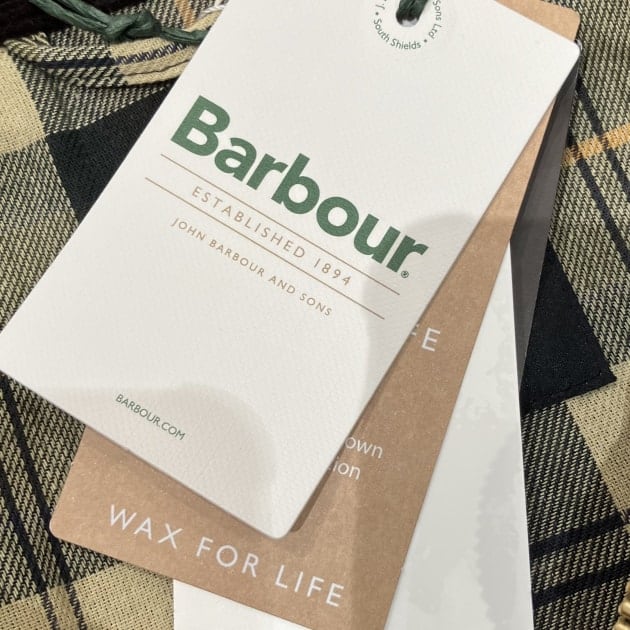 Sons Ltd
South Shields
Barbour®
ESTABLISHED 1894
JOHN BARBOUR AND SONS
BARBOUR.COM
WAX FOR LIFE